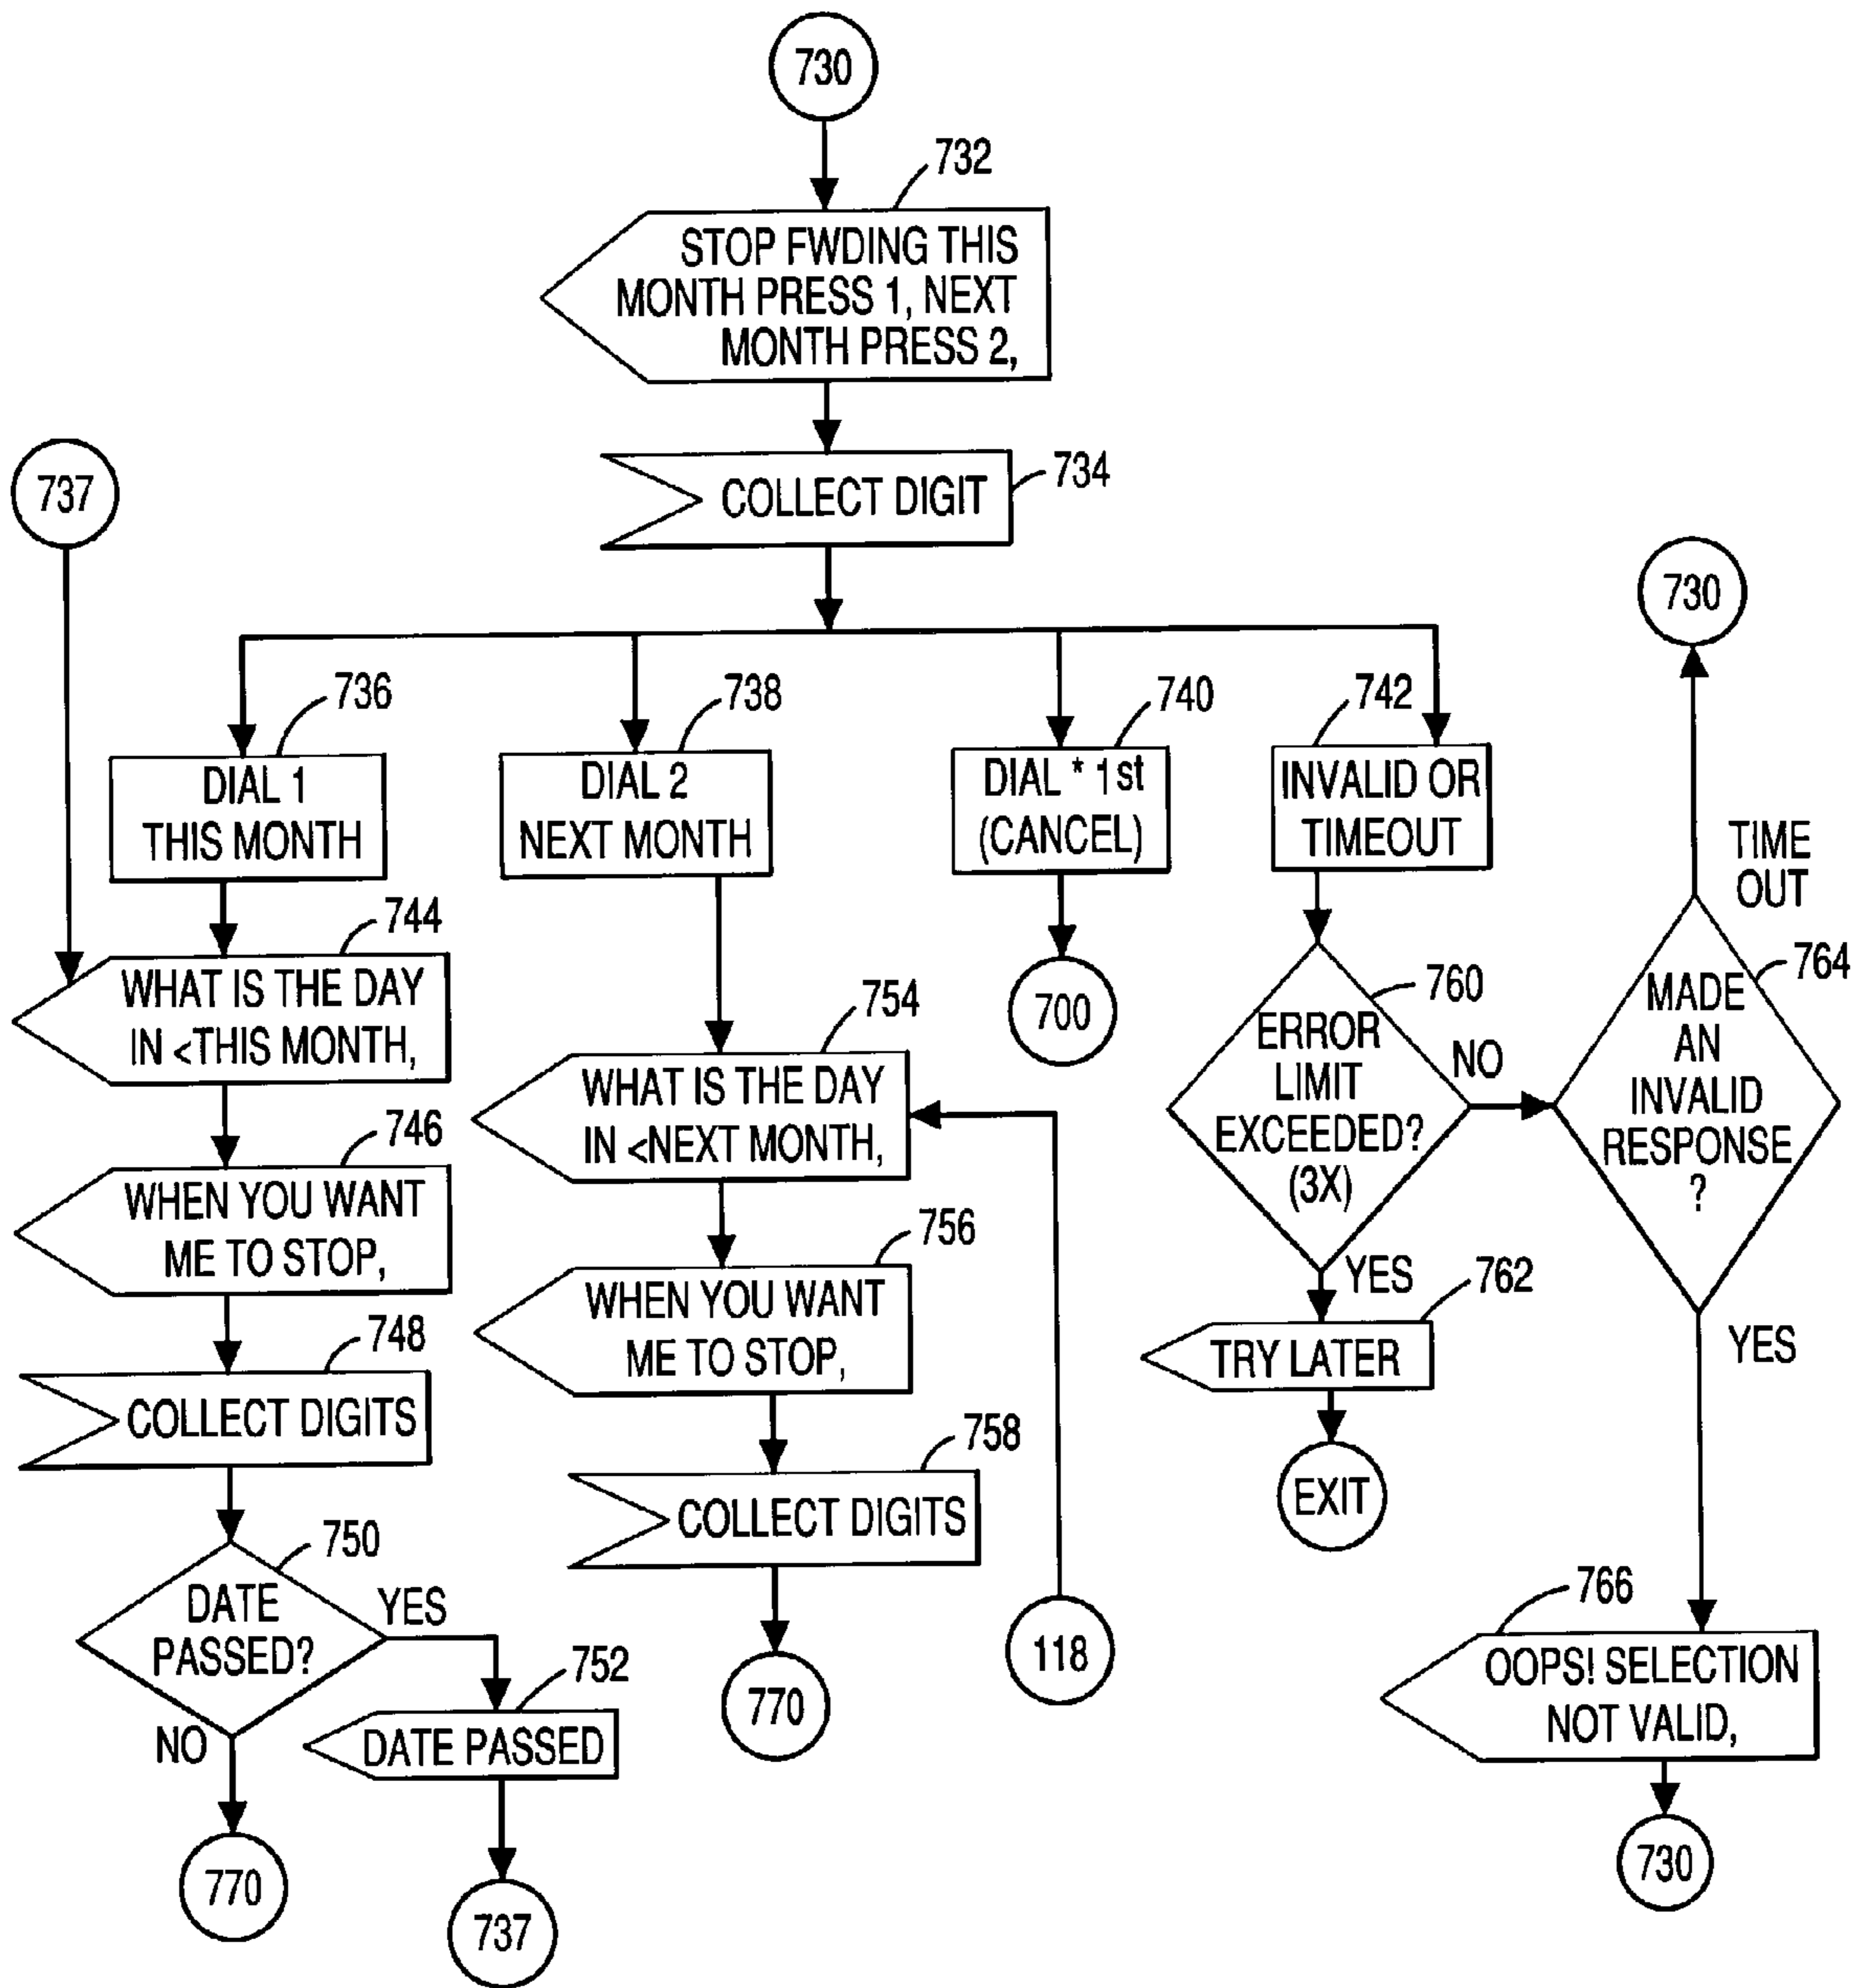 730
732
STOP FWDING THIS
MONTH PRESS 1, NEXT
MONTH PRESS 2,
734
COLLECT DIGIT
737
730
736
DIAL 1
THIS MONTH
738
DIAL 2
NEXT MONTH
740
DIAL * 1st
(CANCEL)
742
INVALID OR
TIMEOUT
TIME
OUT
744
WHAT IS THE DAY
IN <THIS MONTH,
700
760
ERROR
LIMIT
EXCEEDED?
(3X)
NO
764
MADE
AN
INVALID
RESPONSE
?
754
WHAT IS THE DAY
IN <NEXT MONTH,
746
WHEN YOU WANT
ME TO STOP,
756
WHEN YOU WANT
ME TO STOP,
YES
762
TRY LATER
YES
748
COLLECT DIGITS
758
COLLECT DIGITS
EXIT
750
DATE
PASSED?
YES
NO
752
DATE PASSED
770
118
766
OOPS! SELECTION
NOT VALID,
770
737
730